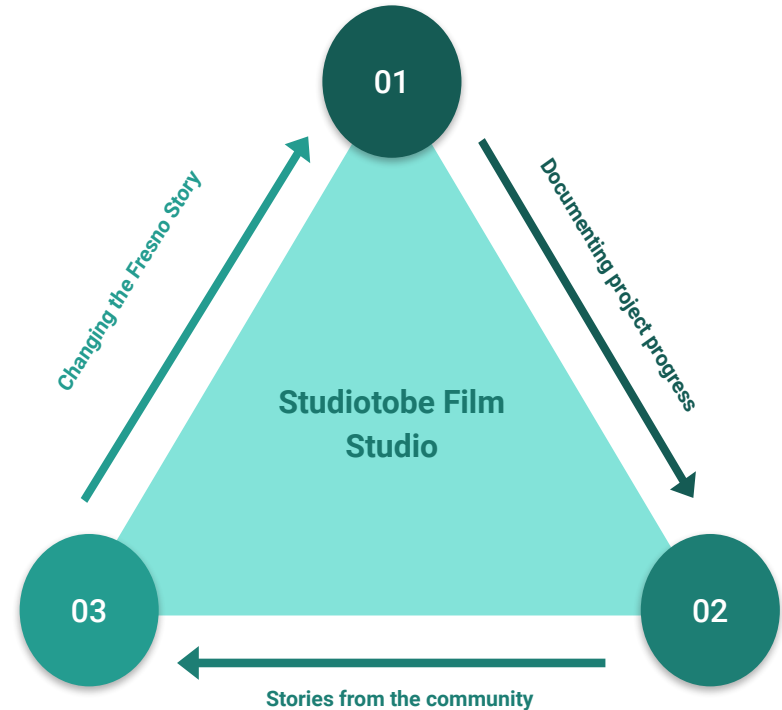 01
Changing the Fresno Story
Documenting project progress
Studiotobe Film
Studio
03
02
Stories from the community